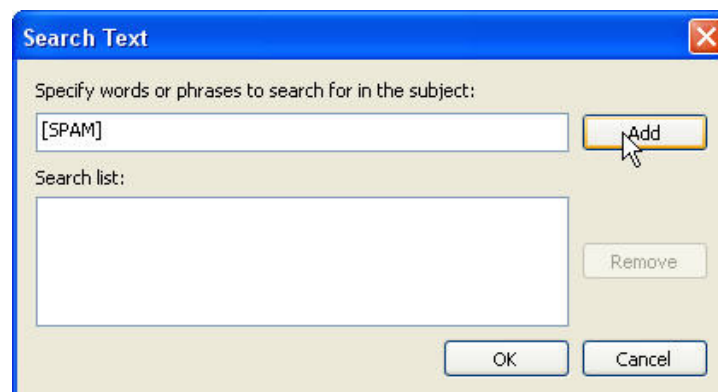 Search Text
Specify words or phrases to search for in the subject:
[SPAM]
Add
Search list:
Remove
OK
Cancel